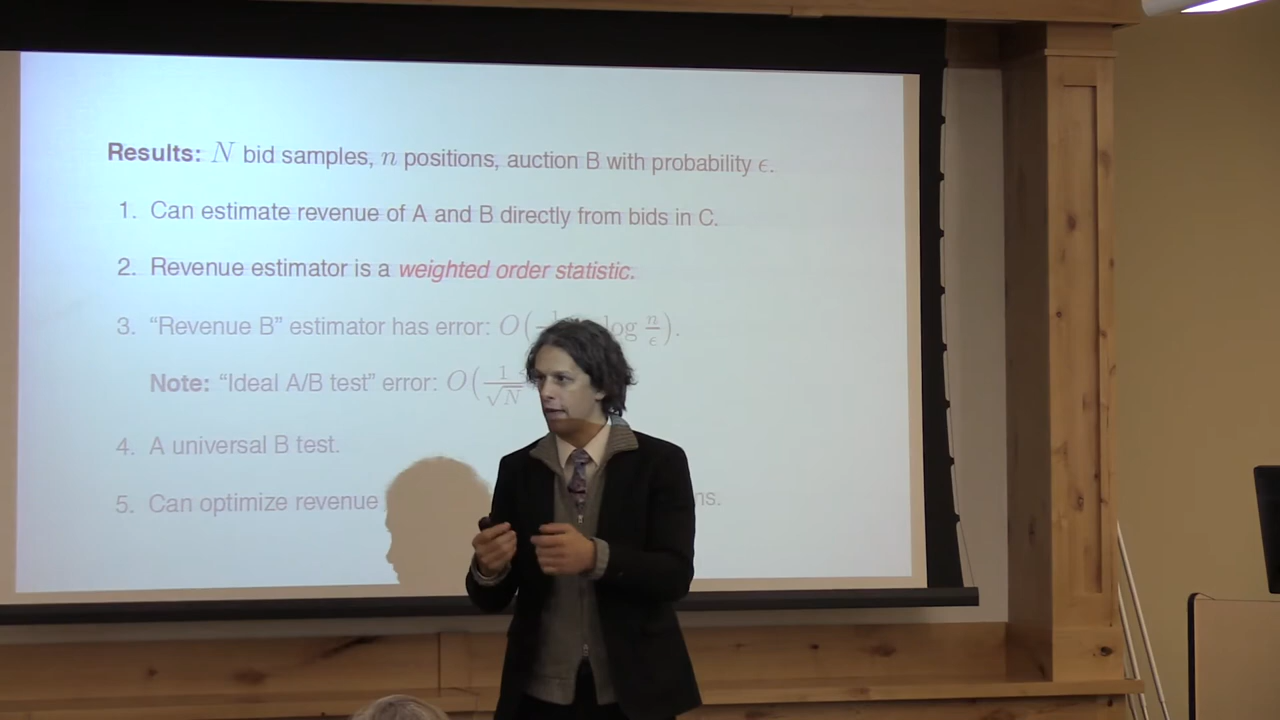 Results: N bid samples, n positions, auction B with probability ϵ.
1. Can estimate revenue of A and B directly from bids in C.
2. Revenue estimator is a weighted order statistic.
3. “Revenue B” estimator has error: O( log n/ϵ).
Note: “Ideal A/B test” error: O(1/√N
4. A universal B test.
5. Can optimize revenue